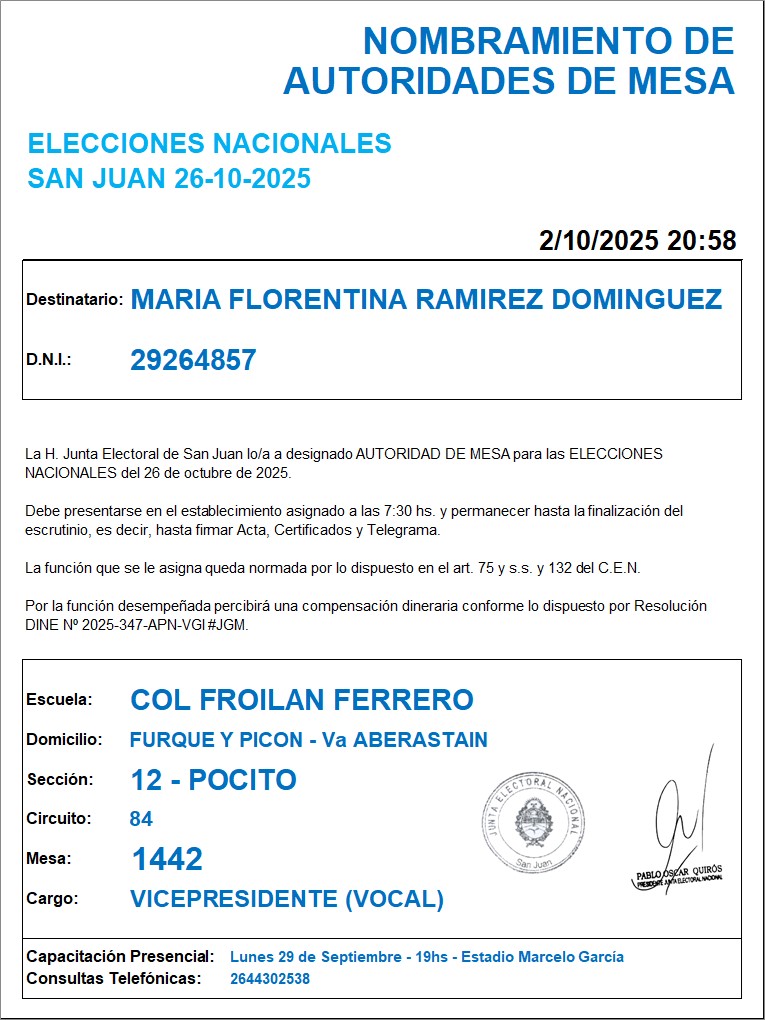 NOMBRAMIENTO DE
AUTORIDADES DE MESA
ELECCIONES NACIONALES
SAN JUAN 26-10-2025
2/10/2025 20:58
Destinatario: MARIA FLORENTINA RAMIREZ DOMINGUEZ
D.N.I.: 29264857
La H. Junta Electoral de San Juan lo/a a designado AUTORIDAD DE MESA para las ELECCIONES
NACIONALES del 26 de octubre de 2025.
Debe presentarse en el establecimiento asignado a las 7:30 hs. y permanecer hasta la finalización del
escrutinio, es decir, hasta firmar Acta, Certificados y Telegrama.
La función que se le asigna queda normada por lo dispuesto en el art. 75 y s.s. y 132 del C.E.N.
Por la función desempeñada percibirá una compensación dineraria conforme lo dispuesto por Resolución
DINE Nº 2025-347-APN-VGI#JGM.
Escuela: COL FROILAN FERRERO
Domicilio: FURQUE Y PICON - Va ABERASTAIN
Sección: 12 - POCITO
Circuito: 84
Mesa: 1442
Cargo: VICEPRESIDENTE (VOCAL)
JUNTA ELECTORAL NACIONAL
San Juan
PABLO OSCAR QUIRÓS
PRESIDENTE JUNTA ELECTORAL NACIONAL
Capacitación Presencial: Lunes 29 de Septiembre - 19hs - Estadio Marcelo García
Consultas Telefónicas: 2644302538